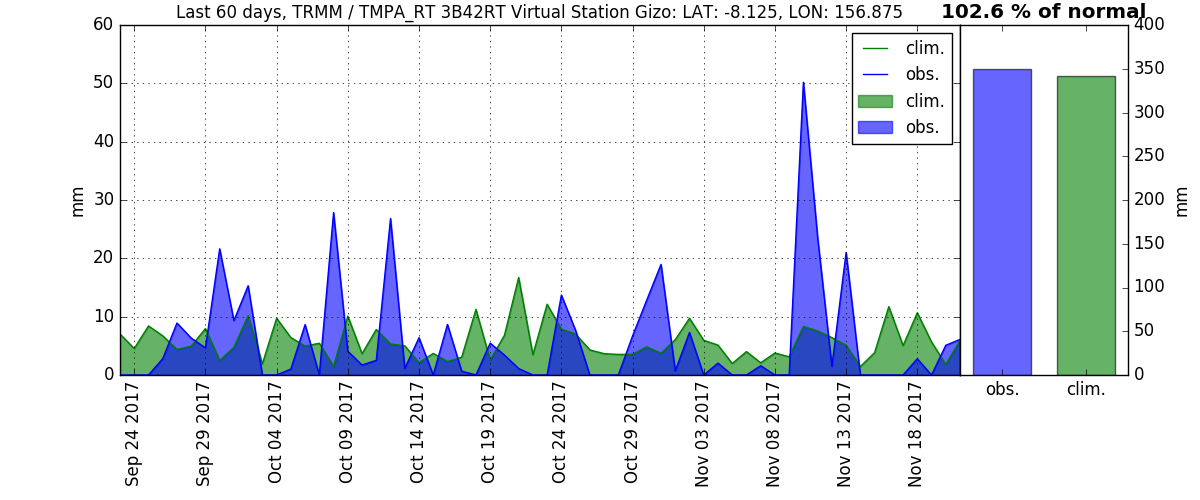 Last 60 days, TRMM / TMPA_RT 3B42RT Virtual Station Gizo: LAT: -8.125, LON: 156.875
102.6 % of normal
60
50
40
30
20
10
0
mm
clim.
obs.
clim.
obs.
400
350
300
250
200
150
100
50
0
mm
Sep 24 2017
Sep 29 2017
Oct 04 2017
Oct 09 2017
Oct 14 2017
Oct 19 2017
Oct 24 2017
Oct 29 2017
Nov 03 2017
Nov 08 2017
Nov 13 2017
Nov 18 2017
obs.
clim.